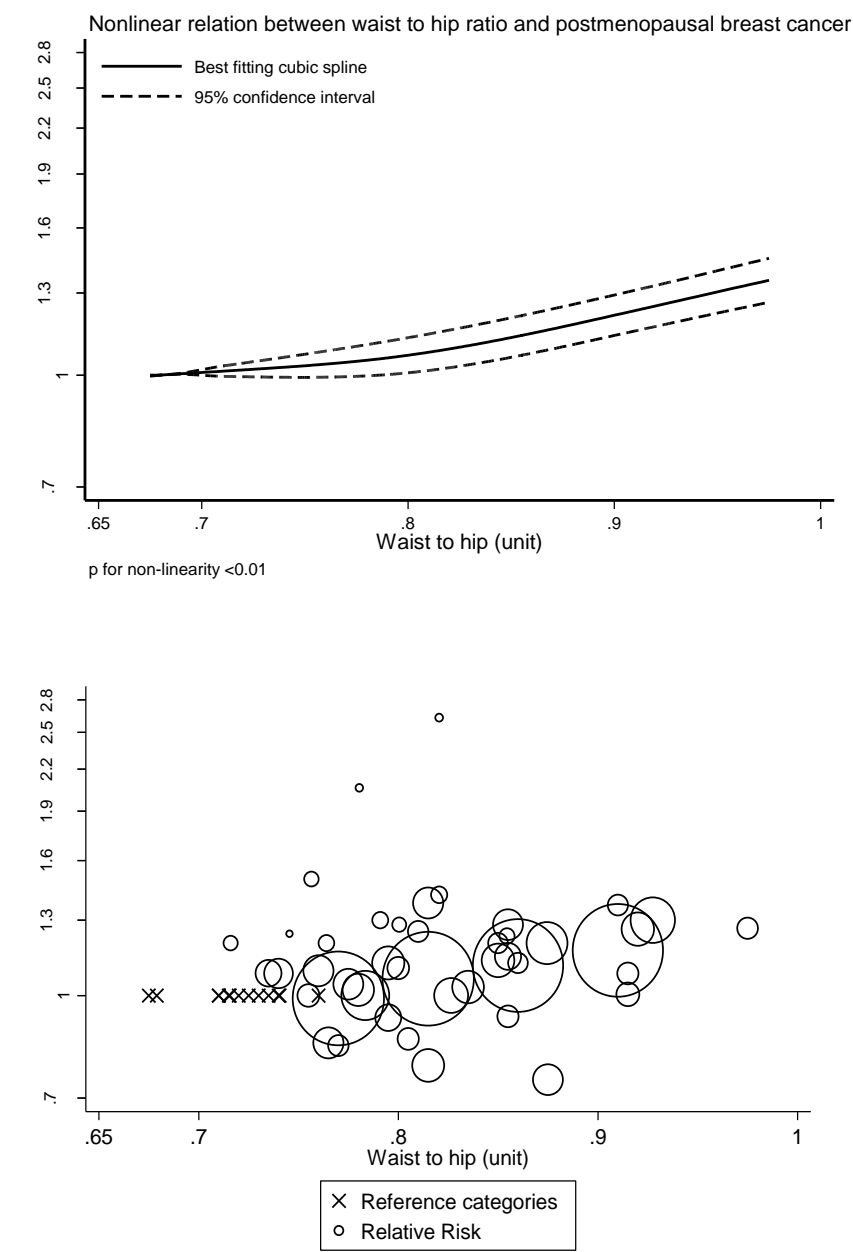 Nonlinear relation between waist to hip ratio and postmenopausal breast cancer
Best fitting cubic spline
95% confidence interval
2.8
2.5
2.2
1.9
1.6
1.3
1
.7
.65 .7 .8 .9 1
Waist to hip (unit)
p for non-linearity <0.01
2.8
2.5
2.2
1.9
1.6
1.3
1
.7
.65 .7 .8 .9 1
Waist to hip (unit)
Reference categories
Relative Risk